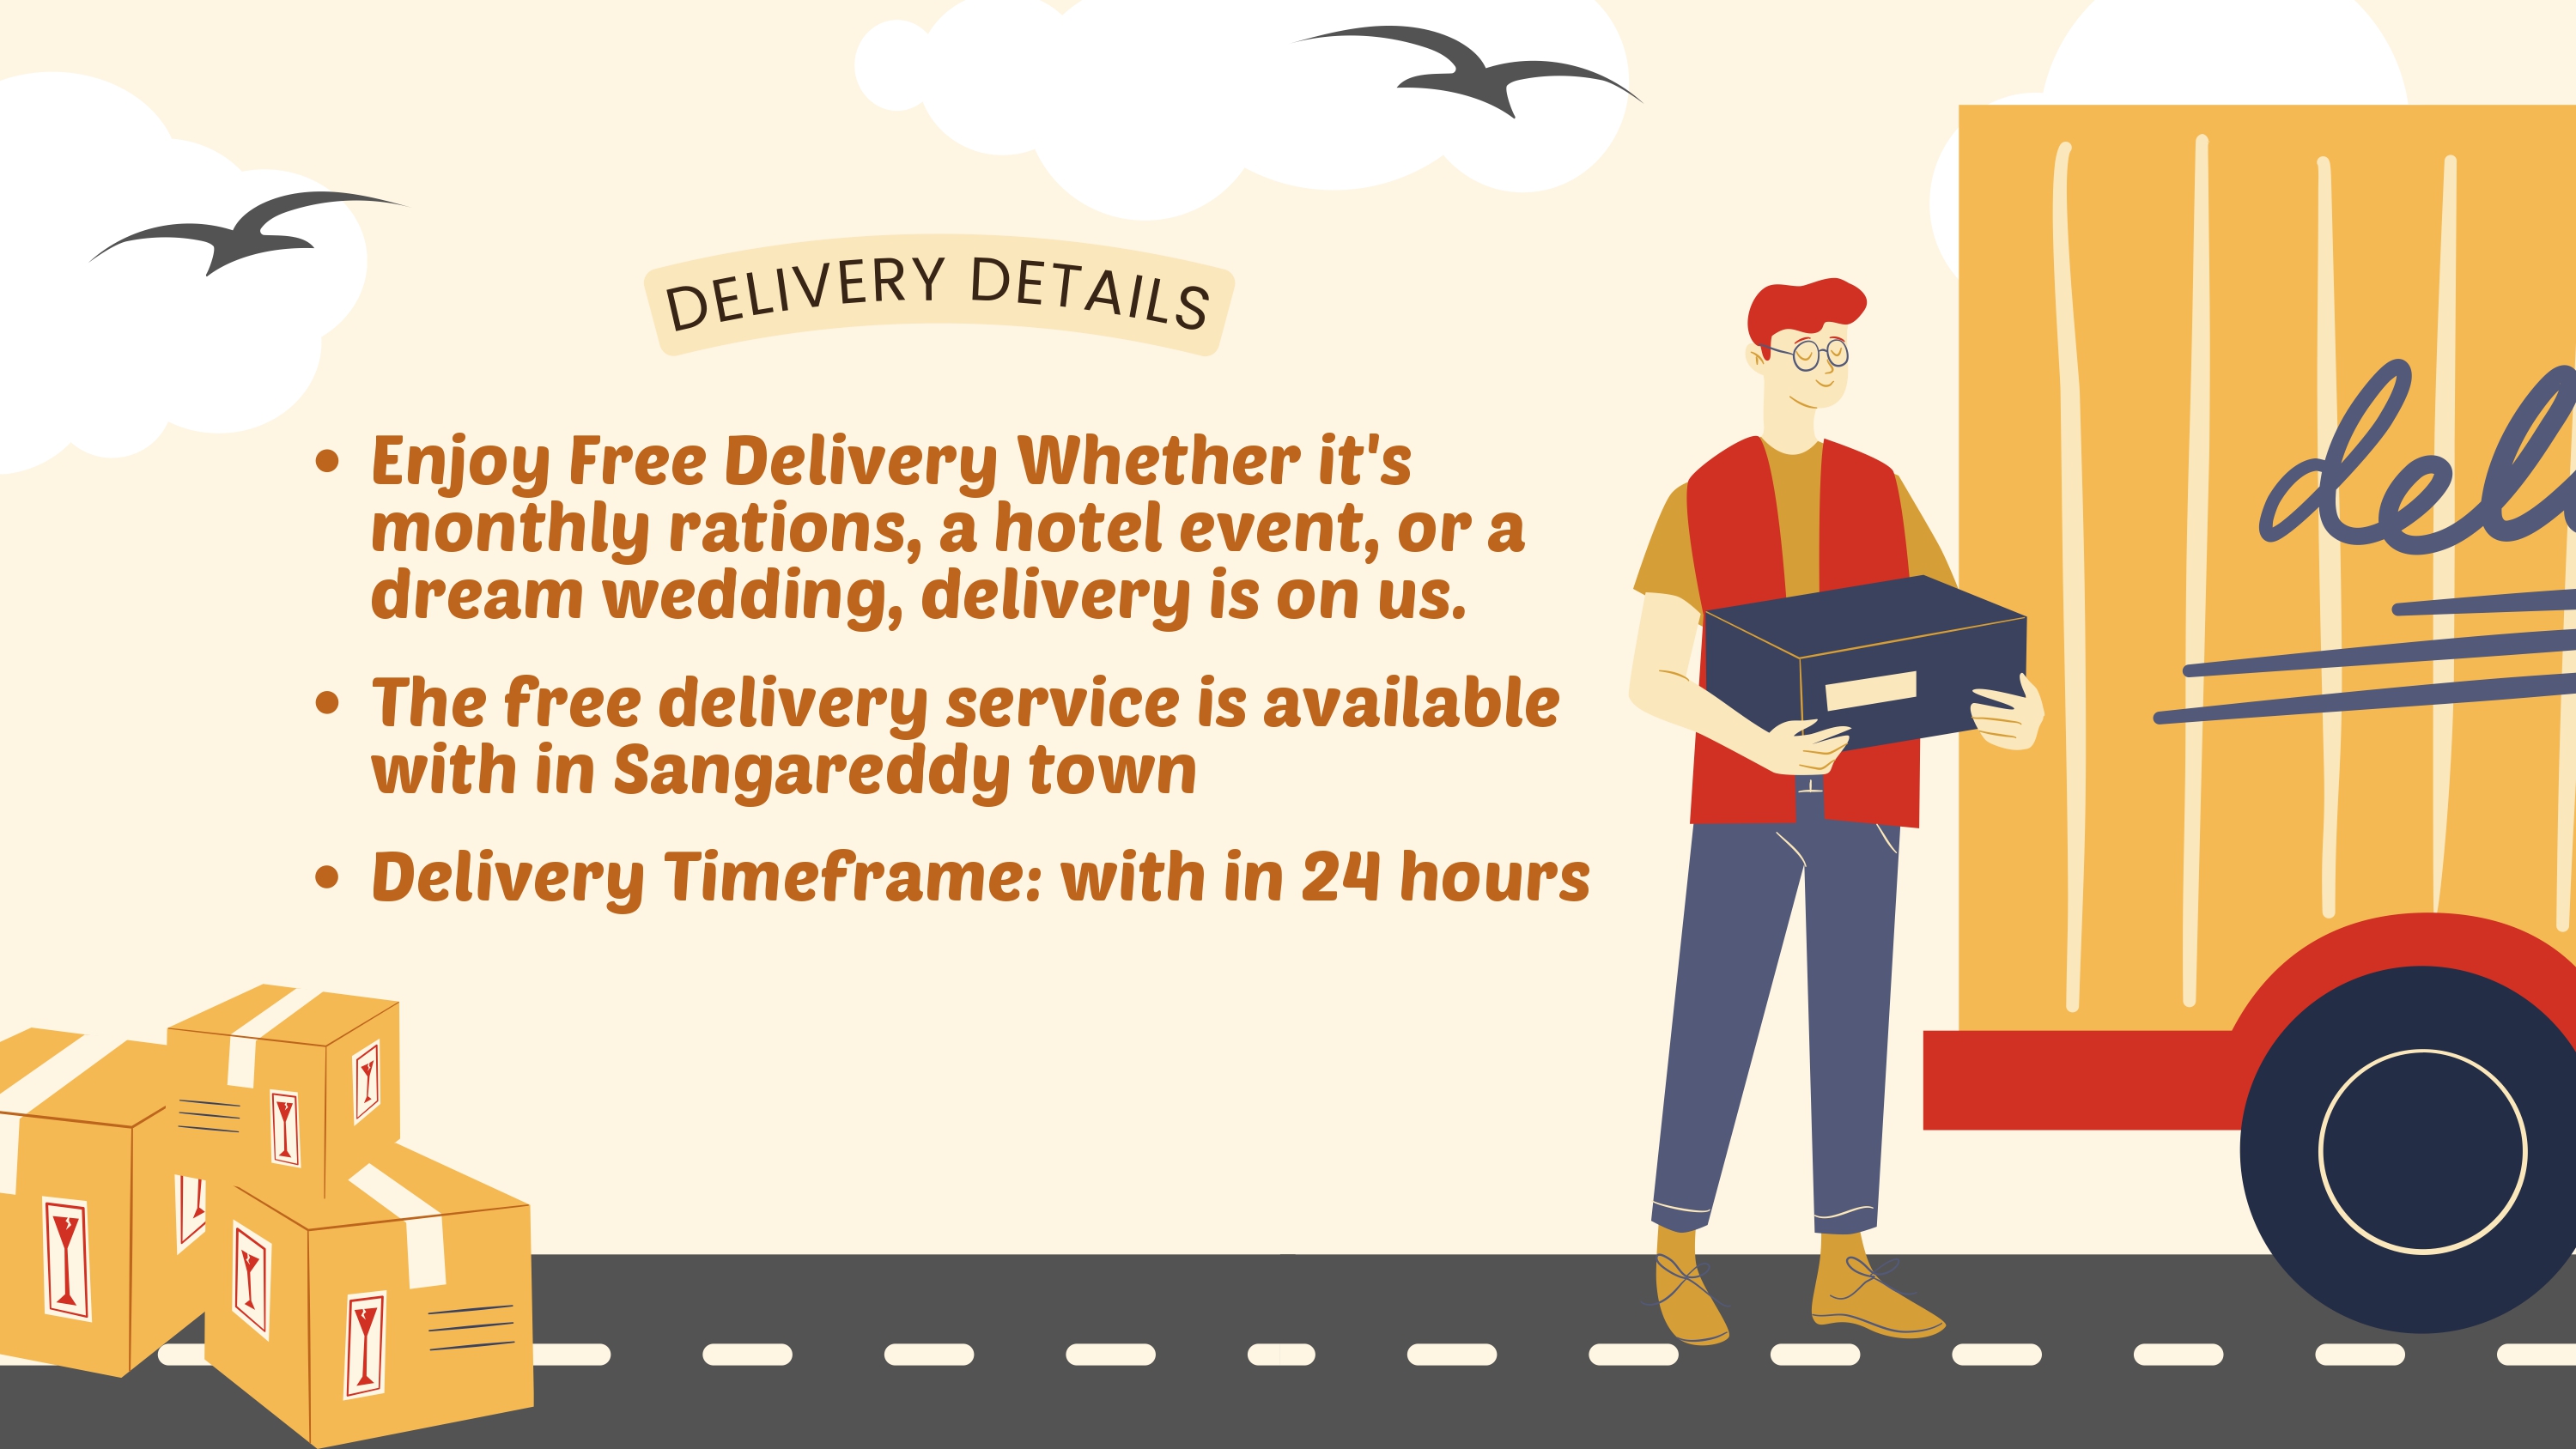 DELIVERY DETAILS
• Enjoy Free Delivery Whether it's
monthly rations, a hotel event, or a
dream wedding, delivery is on us.
• The free delivery service is available
with in Sangareddy town
• Delivery Timeframe: with in 24 hours